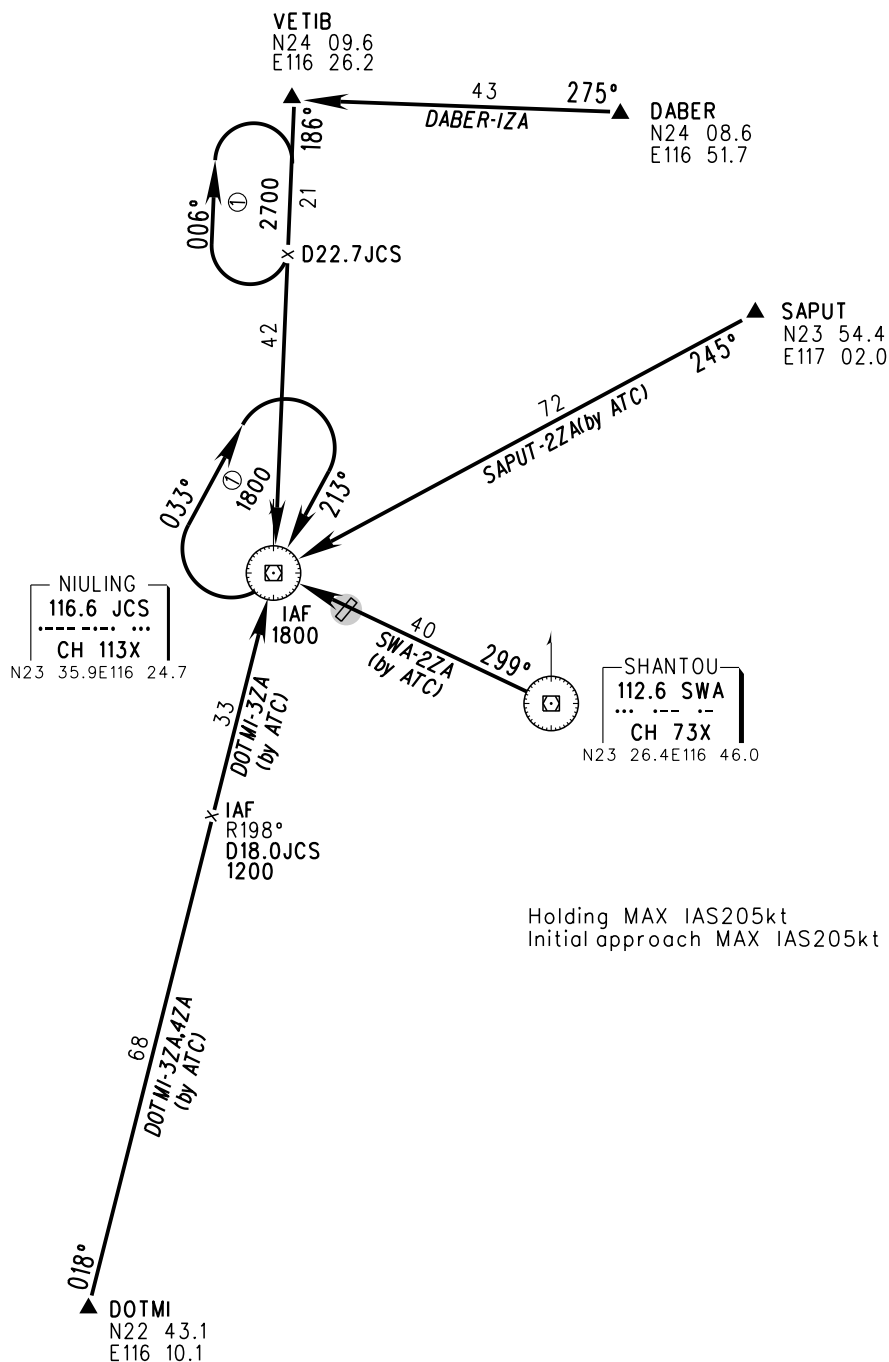 VETIB
N24 09.6
E116 26.2
43
275°
DABER-1ZA
DABER
N24 08.6
E116 51.7
186°
21
2700
①
006°
D22.7JCS
42
SAPUT
N23 54.4
E117 02.0
245°
72
SAPUT-2ZA(by ATC)
033°
①
1800
213°
NIULING
116.6 JCS
·--- -·-· ···
CH 113X
N23 35.9E116 24.7
IAF
1800
40
SWA-2ZA
(by ATC)
299°
SHANTOU
112.6 SWA
··· ·-- ·-
CH 73X
N23 26.4E116 46.0
33
DOTMI-3ZA
(by ATC)
IAF
R198°
D18.0JCS
1200
Holding MAX IAS205kt
Initial approach MAX IAS205kt
68
DOTMI-3ZA,4ZA
(by ATC)
018°
DOTMI
N22 43.1
E116 10.1